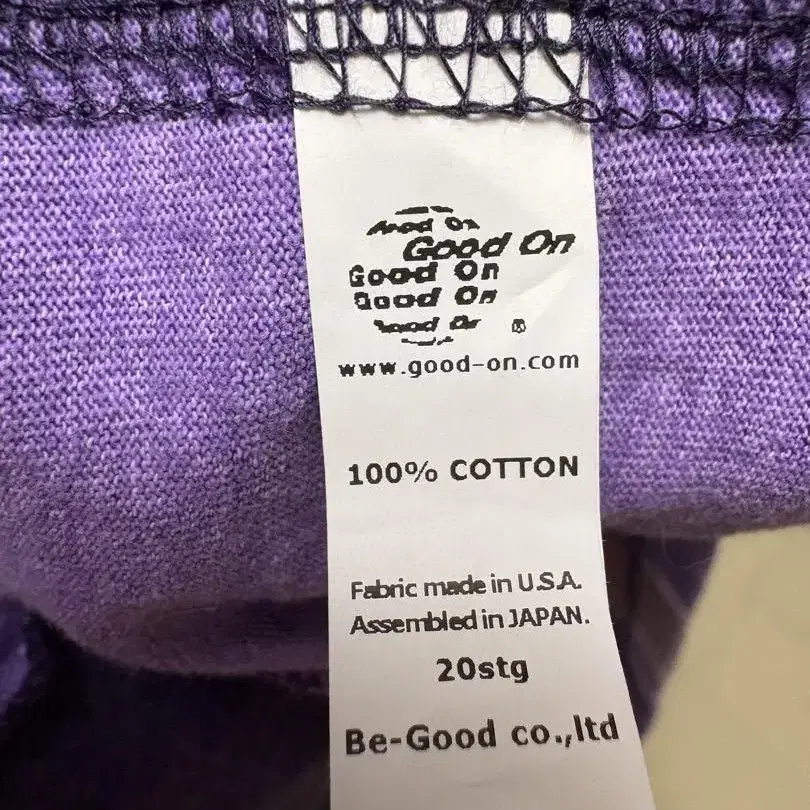 Good On
Good On
Good On
Good On
Good On
www.good-on.com
100% COTTON
Fabric made in U.S.A.
Assembled in JAPAN.
20stg
Be-Good co.,ltd